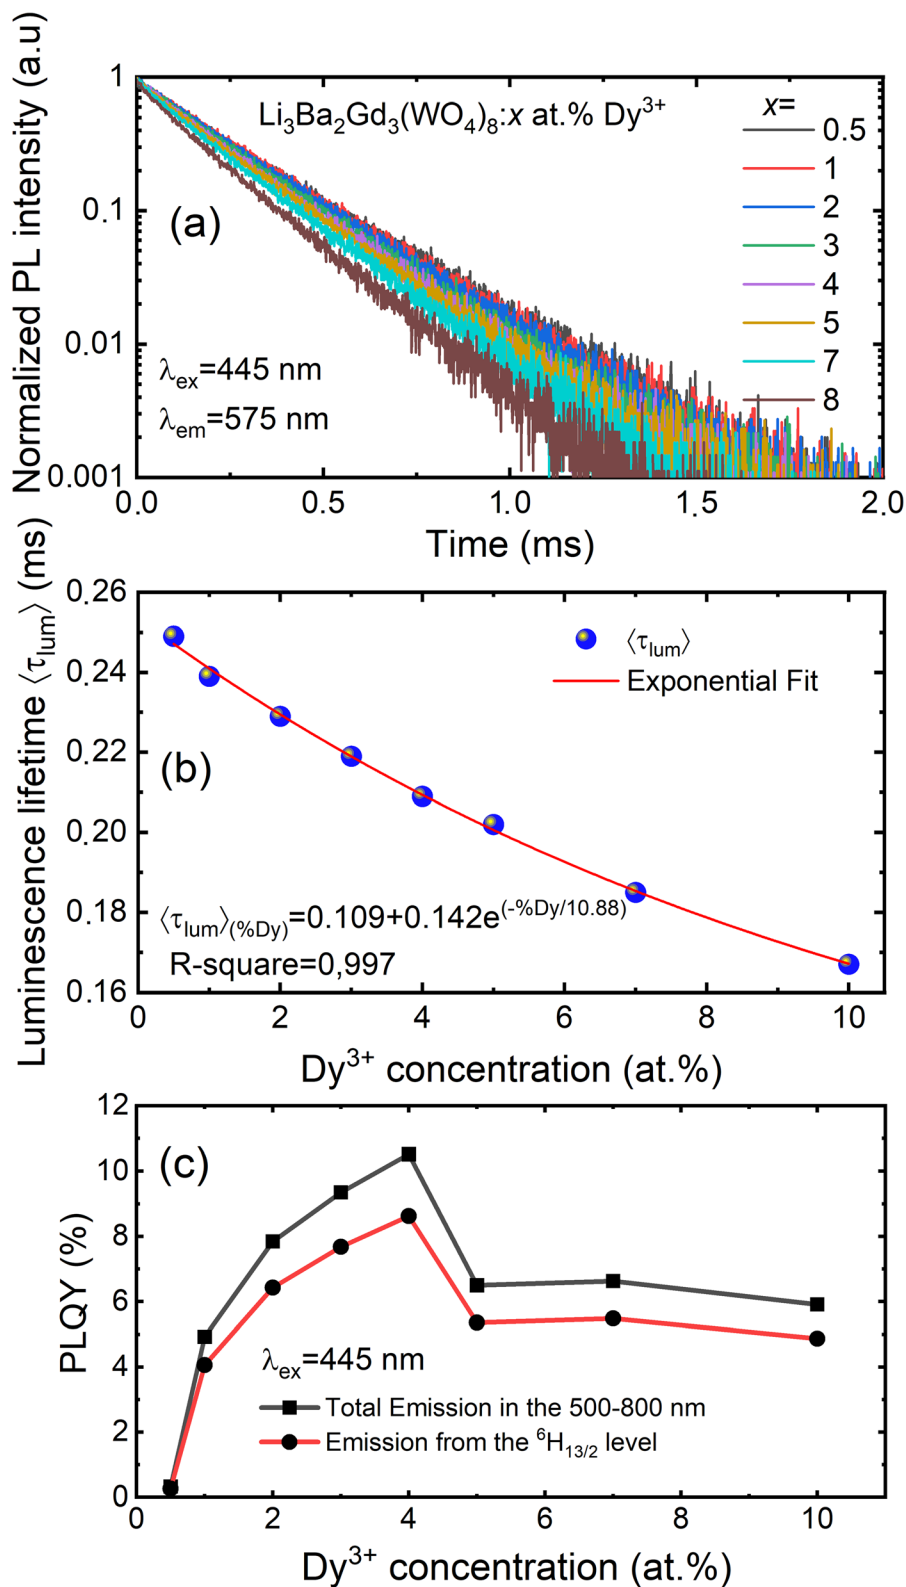 Normalized PL intensity (a.u)
1
0.1
0.01
0.001
Li₃Ba₂Gd₃(WO₄)₈:x at.% Dy³⁺
x=
0.5
1
2
3
4
5
7
8
(a)
λex=445 nm
λem=575 nm
0.0 0.5 1.0 1.5 2.0
Time (ms)
Luminescence lifetime ⟨τlum⟩ (ms)
0.26
0.24
0.22
0.20
0.18
0.16
⟨τlum⟩
Exponential Fit
(b)
⟨τlum⟩(%Dy)=0.109+0.142e(-%Dy/10.88)
R-square=0,997
0 2 4 6 8 10
Dy³⁺ concentration (at.%)
PLQY (%)
12
10
8
6
4
2
0
(c)
λex=445 nm
Total Emission in the 500-800 nm
Emission from the ⁶H13/2 level
0 2 4 6 8 10
Dy³⁺ concentration (at.%)